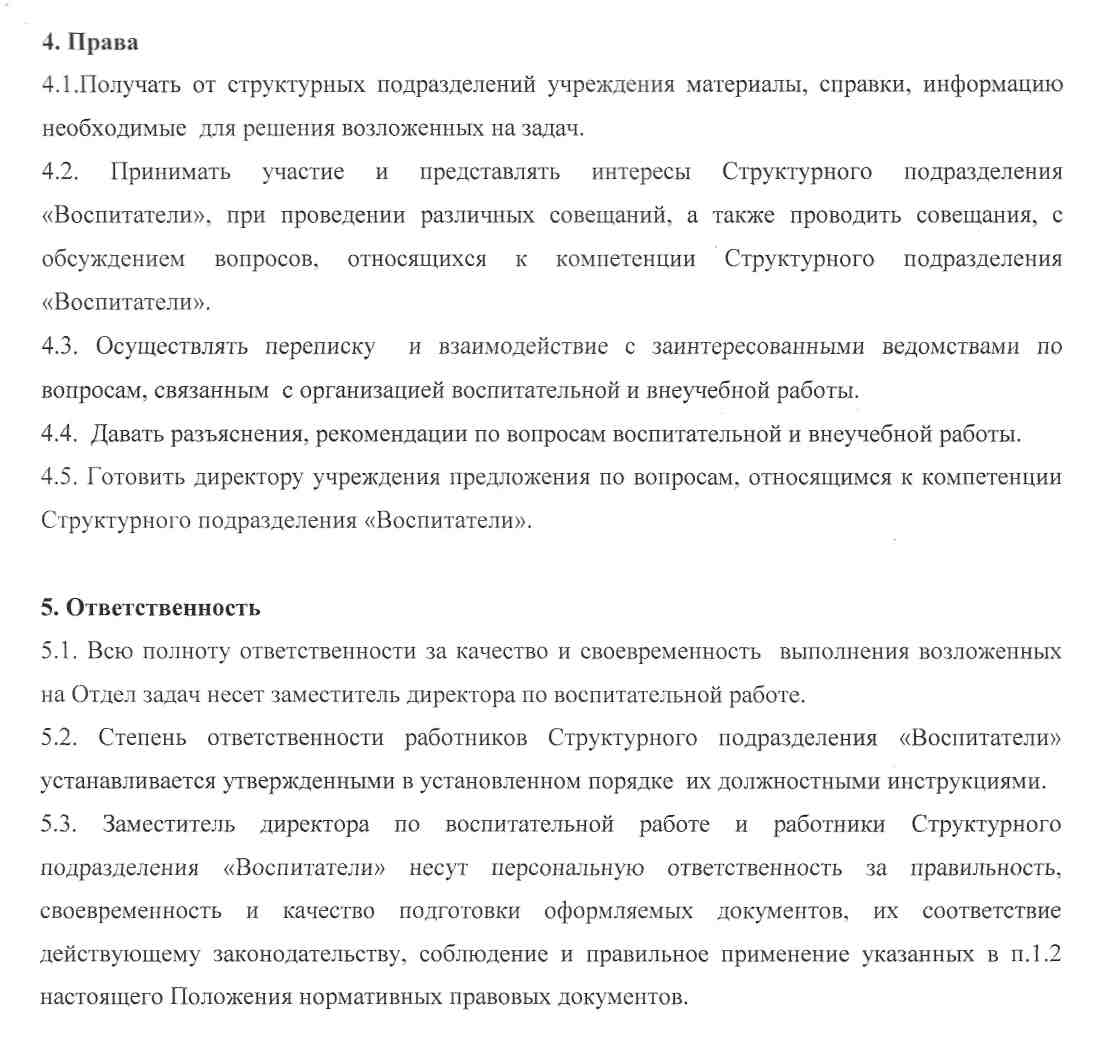 4. Права
4.1.Получать от структурных подразделений учреждения материалы, справки, информацию
необходимые для решения возложенных на задач.
4.2. Принимать участие и представлять интересы Структурного подразделения
«Воспитатели», при проведении различных совещаний, а также проводить совещания, с
обсуждением вопросов, относящихся к компетенции Структурного подразделения
«Воспитатели».
4.3. Осуществлять переписку и взаимодействие с заинтересованными ведомствами по
вопросам, связанным с организацией воспитательной и внеучебной работы.
4.4. Давать разъяснения, рекомендации по вопросам воспитательной и внеучебной работы.
4.5. Готовить директору учреждения предложения по вопросам, относящимся к компетенции
Структурного подразделения «Воспитатели».
5. Ответственность
5.1. Всю полноту ответственности за качество и своевременность выполнения возложенных
на Отдел задач несет заместитель директора по воспитательной работе.
5.2. Степень ответственности работников Структурного подразделения «Воспитатели»
устанавливается утвержденными в установленном порядке их должностными инструкциями.
5.3. Заместитель директора по воспитательной работе и работники Структурного
подразделения «Воспитатели» несут персональную ответственность за правильность,
своевременность и качество подготовки оформляемых документов, их соответствие
действующему законодательству, соблюдение и правильное применение указанных в п.1.2
настоящего Положения нормативных правовых документов.